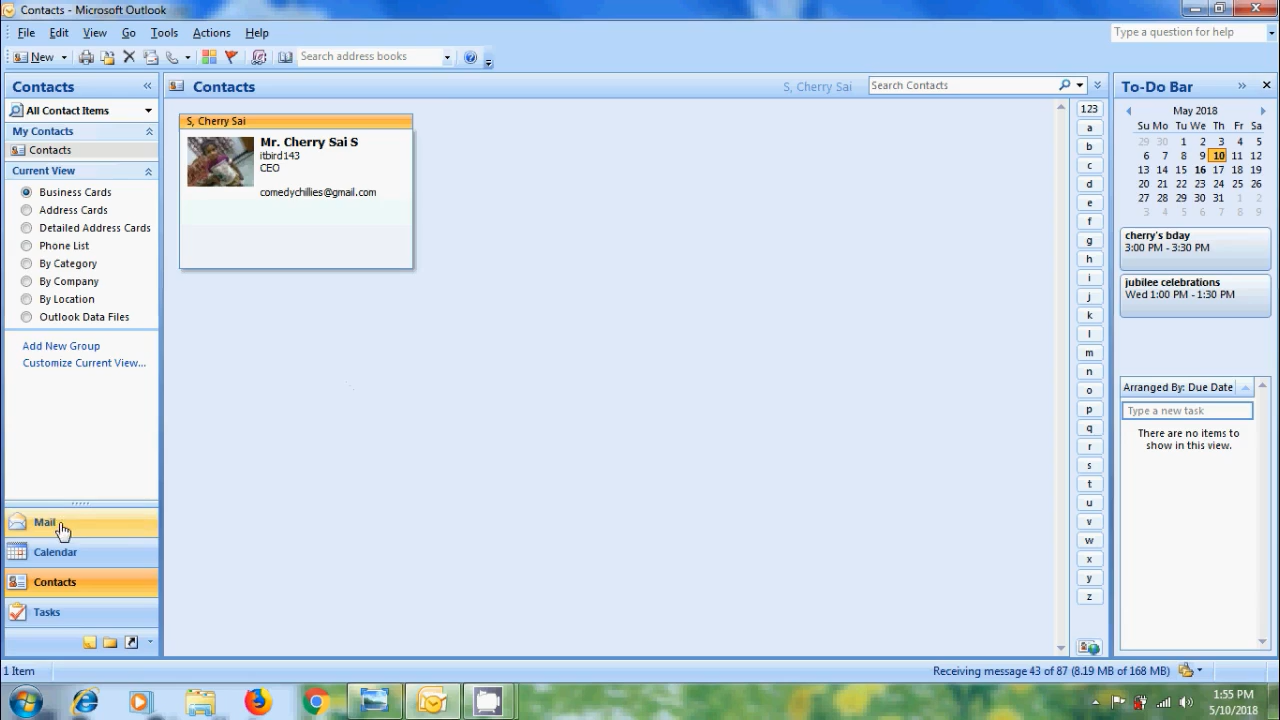 Contacts - Microsoft Outlook
File Edit View Go Tools Actions Help
Type a question for help
New
Search address books
Contacts
All Contact Items
My Contacts
Contacts
Current View
Business Cards
Address Cards
Detailed Address Cards
Phone List
By Category
By Company
By Location
Outlook Data Files
Add New Group
Customize Current View...
Mail
Calendar
Contacts
Tasks
Contacts
S, Cherry Sai
Search Contacts
S, Cherry Sai
Mr. Cherry Sai S
itbird143
CEO
comedychillies@gmail.com
123
a
b
c
d
e
f
g
h
i
j
k
l
m
n
o
p
q
r
s
t
u
v
w
x
y
z
To-Do Bar
May 2018
Su Mo Tu We Th Fr Sa
29 30 1 2 3 4 5
6 7 8 9 10 11 12
13 14 15 16 17 18 19
20 21 22 23 24 25 26
27 28 29 30 31 1 2
3 4 5 6 7 8 9
cherry's bday
3:00 PM - 3:30 PM
jubilee celebrations
Wed 1:00 PM - 1:30 PM
Arranged By: Due Date
Type a new task
There are no items to
show in this view.
1 Item
Receiving message 43 of 87 (8.19 MB of 168 MB)
1:55 PM
5/10/2018